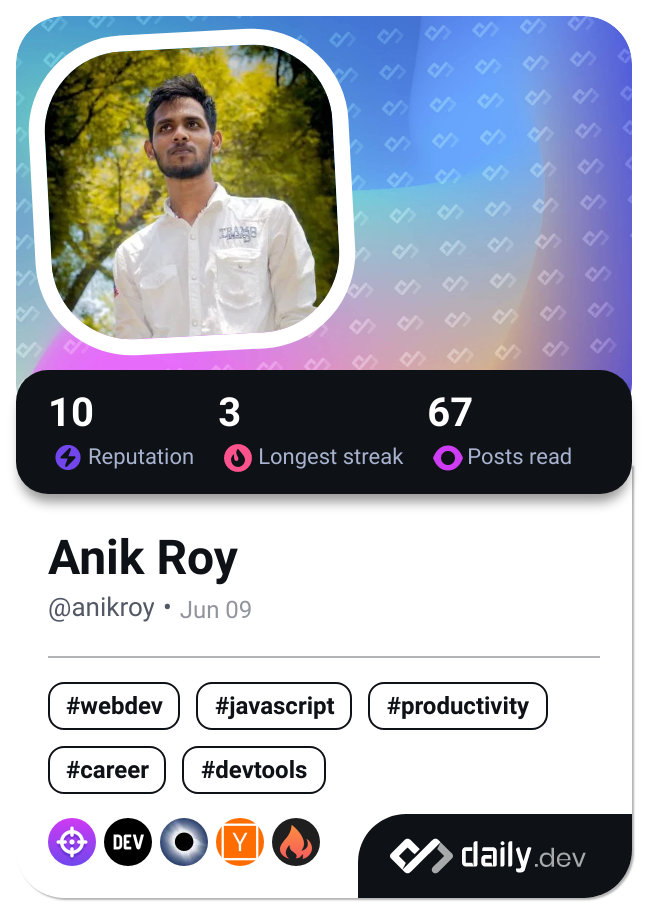 TEAMS
10 3 67
Reputation Longest streak Posts read
Anik Roy
@anikroy • Jun 09
#webdev #javascript #productivity
#career #devtools
DEV Y
daily.dev